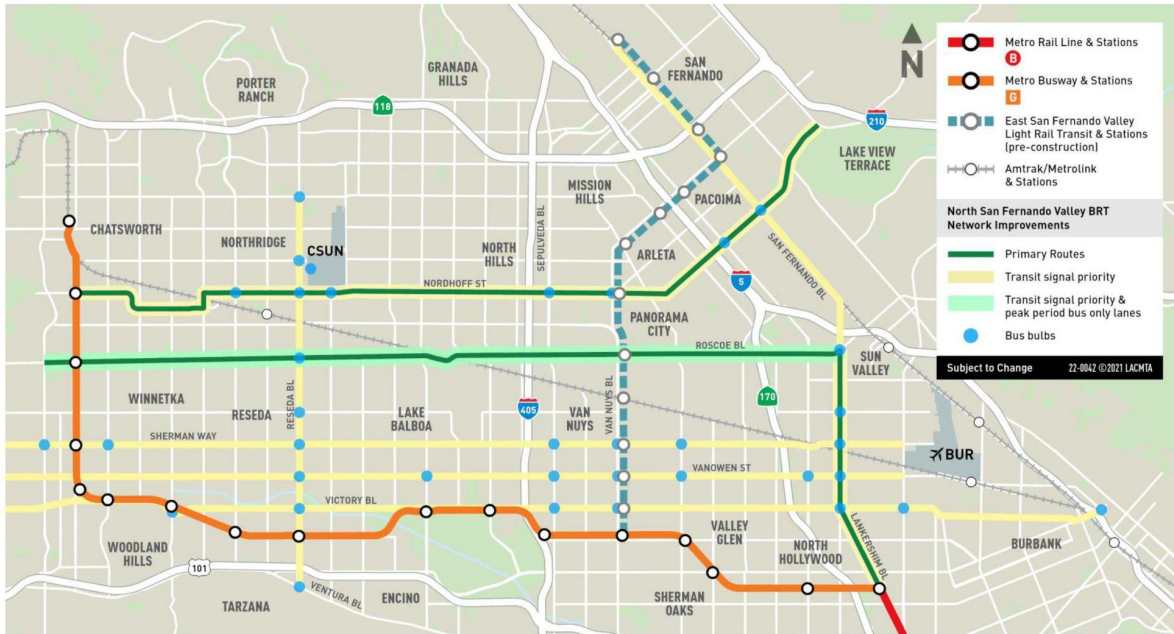 SAN
FERNANDO
GRANADA
HILLS
PORTER
RANCH
118
210
LAKE VIEW
TERRACE
MISSION
HILLS
PACOIMA
CHATSWORTH
NORTHRIDGE
CSUN
NORTH
HILLS
SEPULVEDA BL
ARLETA
SAN FERNANDO BL
NORDHOFF ST
5
PANORAMA
CITY
ROSCOE BL
SUN
VALLEY
WINNETKA
RESEDA
RESEDA BL
LAKE
BALBOA
405
VAN
NUYS
VAN NUYS BL
170
SHERMAN WAY
BUR
VANOWEN ST
VICTORY BL
WOODLAND
HILLS
VALLEY
GLEN
NORTH
HOLLYWOOD
LANKERSHIM BL
BURBANK
101
TARZANA
VENTURA BL
ENCINO
SHERMAN
OAKS
N
Metro Rail Line & Stations
B
Metro Busway & Stations
G
East San Fernando Valley
Light Rail Transit & Stations
(pre-construction)
Amtrak/Metrolink
& Stations
North San Fernando Valley BRT
Network Improvements
Primary Routes
Transit signal priority
Transit signal priority &
peak period bus only lanes
Bus bulbs
Subject to Change 22-0042 ©2021 LACMTA